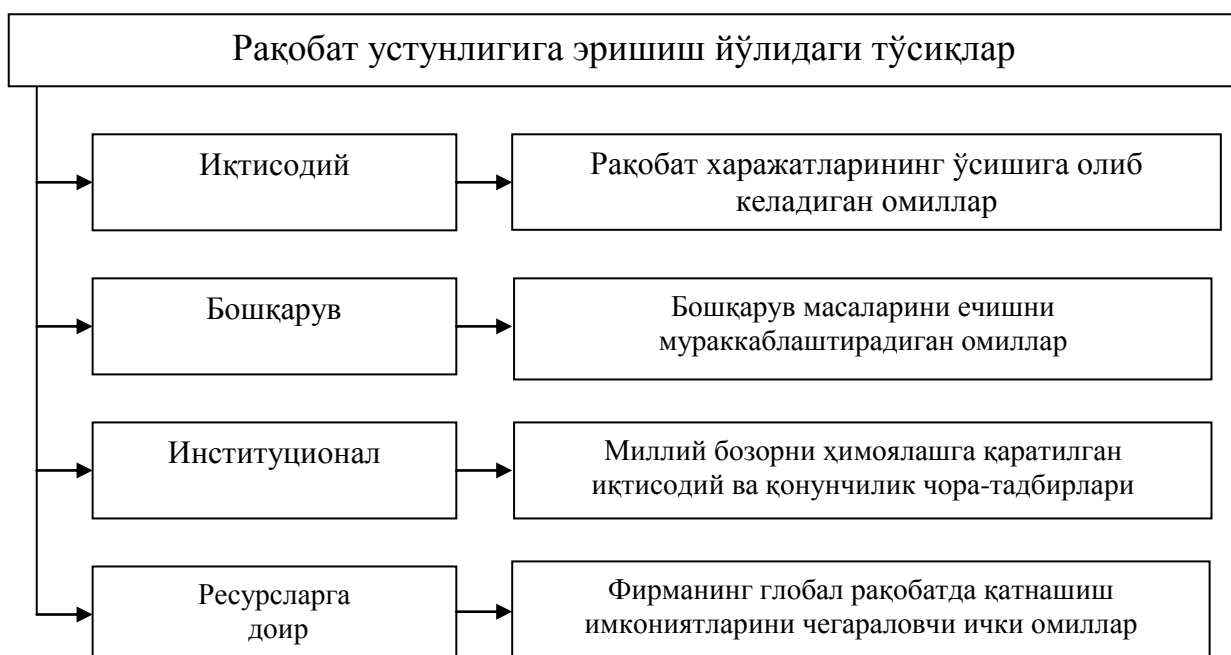 Рақобат устунлигига эришиш йўлидаги тўсиқлар
Иқтисодий
Рақобат харажатларининг ўсишига олиб
келадиган омиллар
Бошқарув
Бошқарув масаларини ечишни
мураккаблаштирадиган омиллар
Институционал
Миллий бозорни ҳимоялашга қаратилган
иқтисодий ва қонунчилик чора-тадбирлари
Ресурсларга
доир
Фирманинг глобал рақобатда қатнашиш
имкониятларини чегараловчи ички омиллар